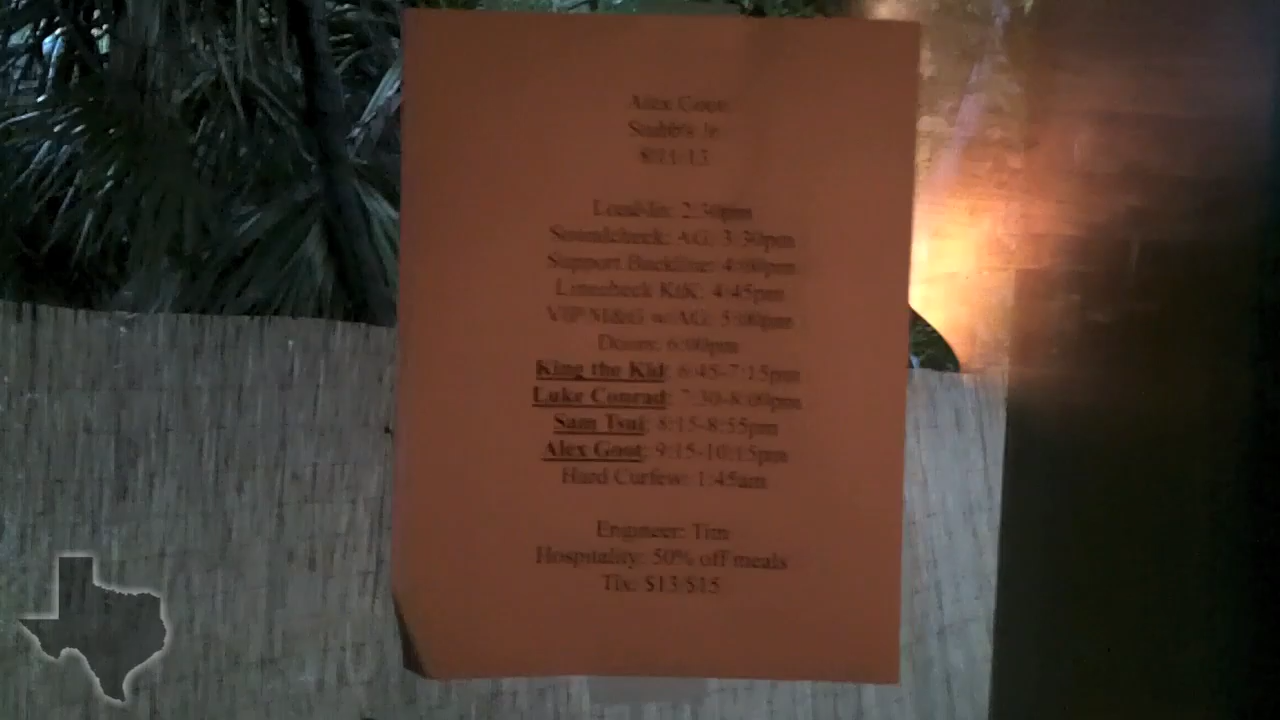 Alex Goot
Stubb's Jr
8/21/13
Load-In: 2:30pm
Soundcheck: AG: 3:30pm
Support Backline: 4:00pm
Linecheck KtK: 4:45pm
VIP M&G w/ AG: 5:00pm
Doors: 6:00pm
King the Kid: 6:45-7:15pm
Luke Conrad: 7:30-8:00pm
Sam Tsui: 8:15-8:55pm
Alex Goot: 9:15-10:15pm
Hard Curfew: 1:45am
Engineer: Tim
Hospitality: 50% off meals
Tix: $13/$15